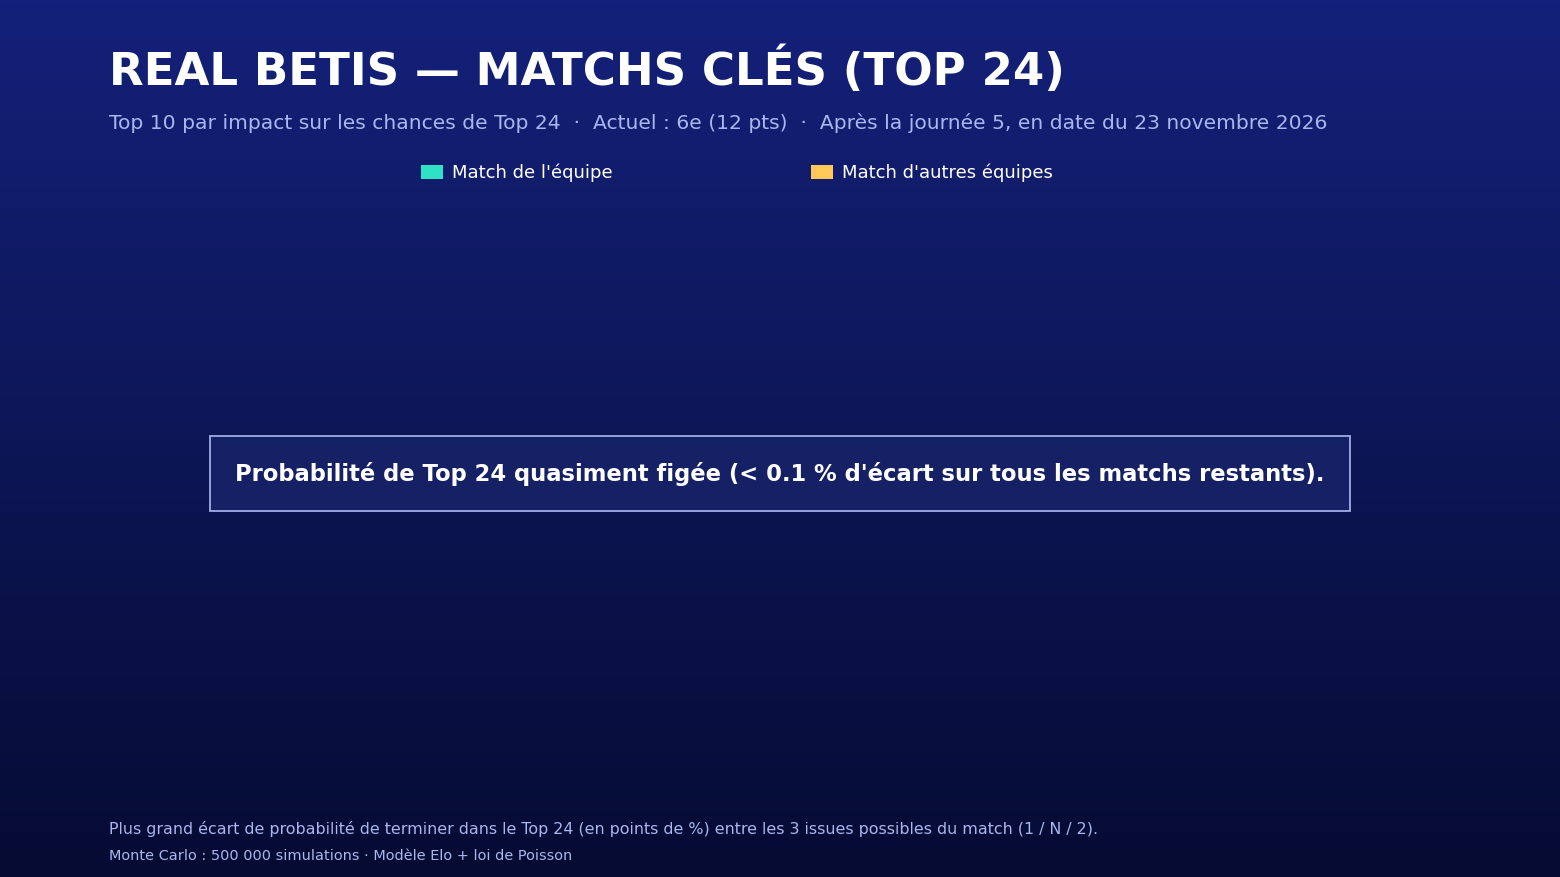 REAL BETIS — MATCHS CLÉS (TOP 24)
Top 10 par impact sur les chances de Top 24 · Actuel : 6e (12 pts) · Après la journée 5, en date du 23 novembre 2026
Match de l'équipe
Match d'autres équipes
Probabilité de Top 24 quasiment figée (< 0.1 % d'écart sur tous les matchs restants).
Plus grand écart de probabilité de terminer dans le Top 24 (en points de %) entre les 3 issues possibles du match (1 / N / 2).
Monte Carlo : 500 000 simulations · Modèle Elo + loi de Poisson